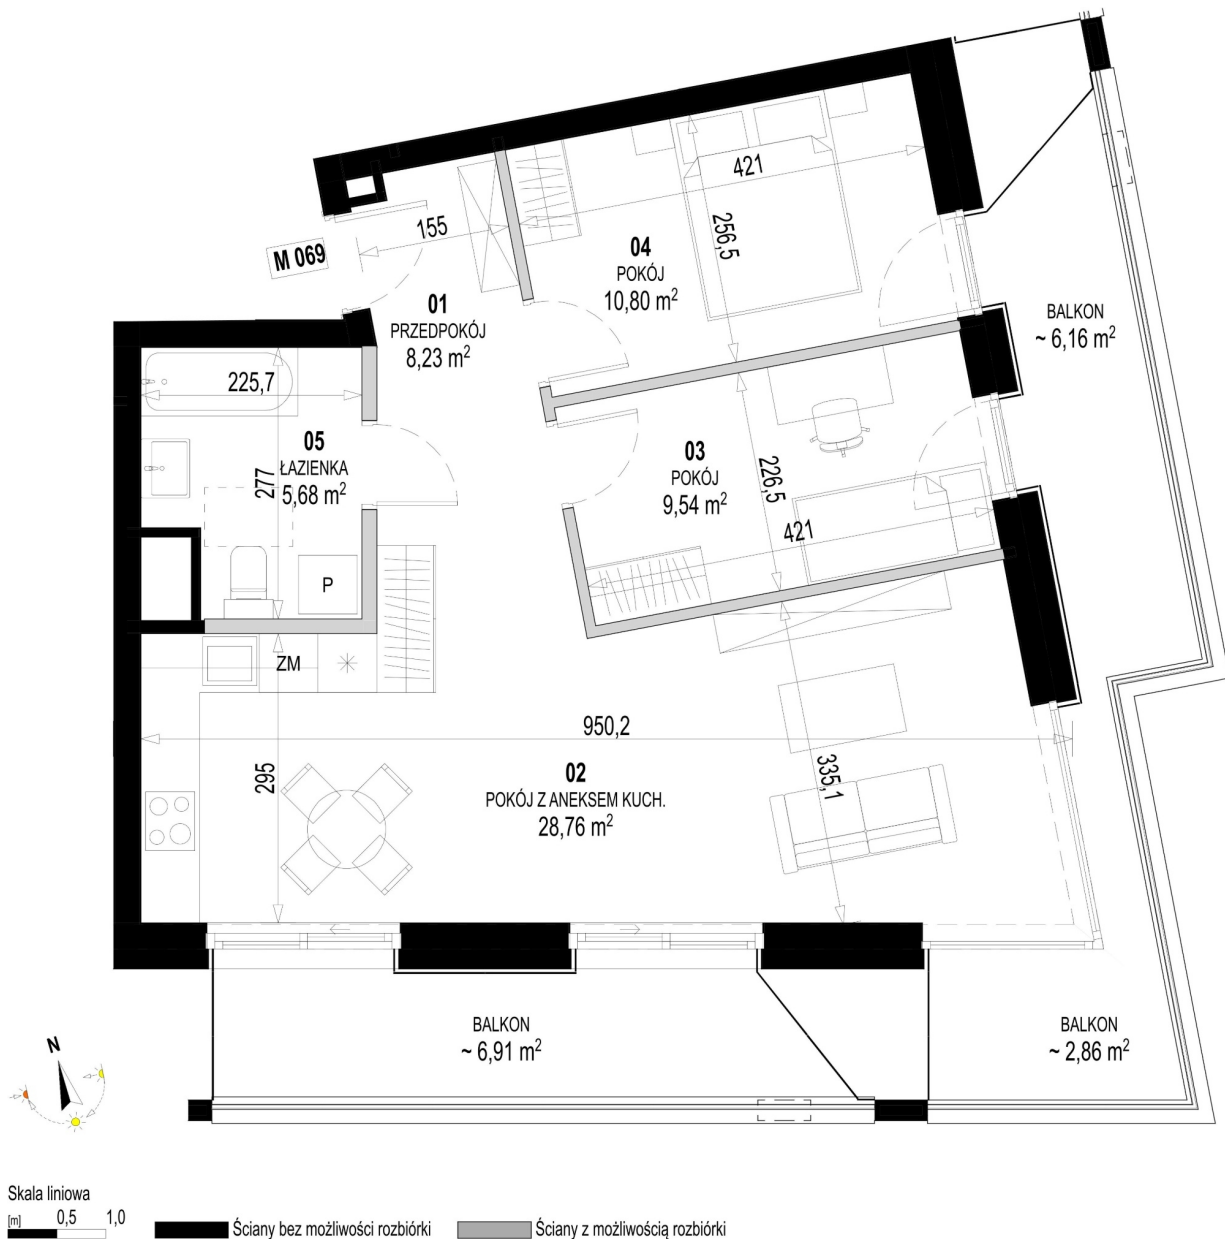 421
155
256,5
M 069
04
POKÓJ
10,80 m²
01
PRZEDPOKÓJ
8,23 m²
BALKON
~ 6,16 m²
225,7
05
ŁAZIENKA
5,68 m²
277
03
POKÓJ
9,54 m²
226,5
421
P
ZM
950,2
295
02
POKÓJ Z ANEKSEM KUCH.
28,76 m²
335,1
BALKON
~ 6,91 m²
BALKON
~ 2,86 m²
N
Skala liniowa
[m] 0,5 1,0
Ściany bez możliwości rozbiórki
Ściany z możliwością rozbiórki